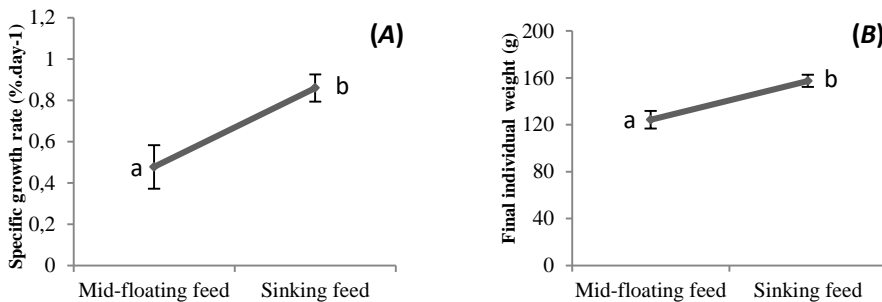 (A)
Specific growth rate (%.day-1)
1,2
1
0,8
0,6
0,4
0,2
0
a
b
Mid-floating feed Sinking feed
(B)
Final individual weight (g)
200
160
120
80
40
0
a
b
Mid-floating feed Sinking feed